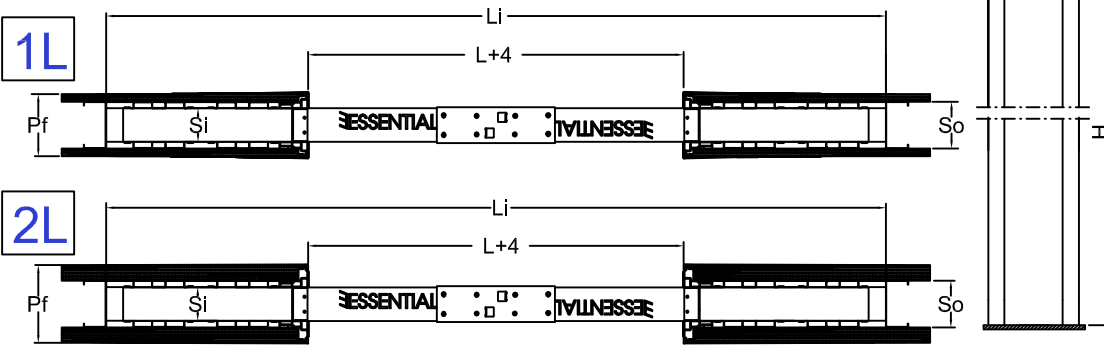 Li
1L
L+4
ESSENTIAL
ESSENTIAL
Pf
Si
So
H
Li
2L
L+4
ESSENTIAL
ESSENTIAL
Pf
Si
So